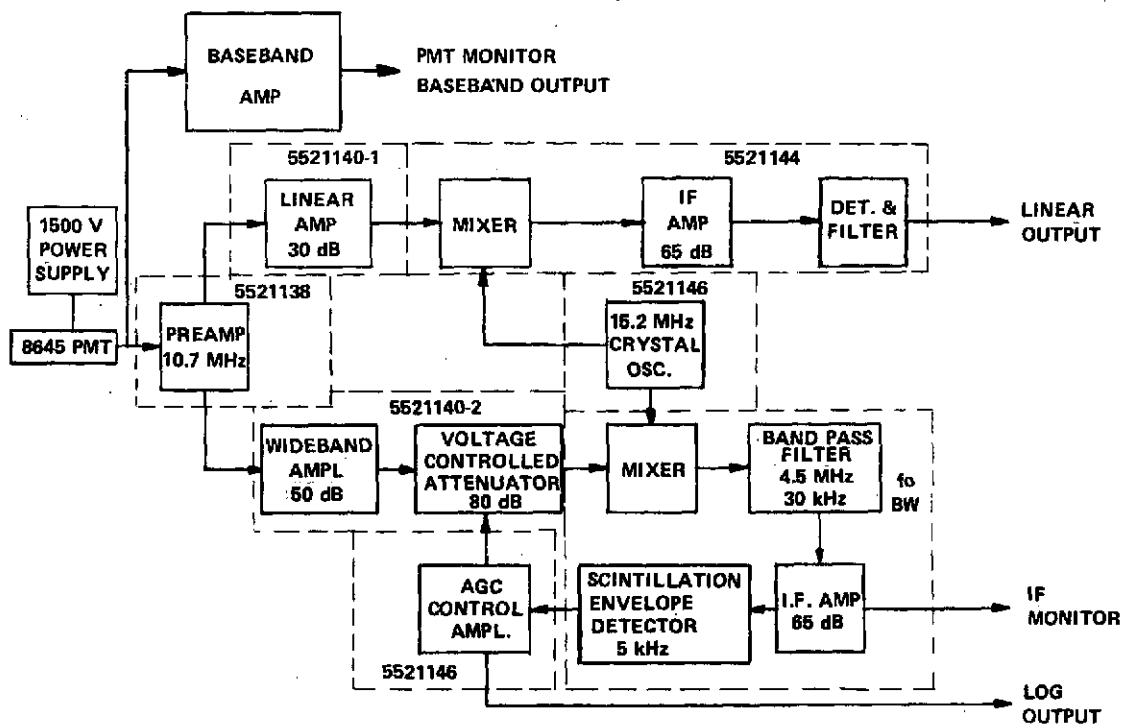 BASEBAND
AMP
PMT MONITOR
BASEBAND OUTPUT
5521140-1
5521144
1500 V
POWER
SUPPLY
LINEAR
AMP
30 dB
MIXER
IF
AMP
65 dB
DET. &
FILTER
LINEAR
OUTPUT
5521138
5521146
8645 PMT
PREAMP
10.7 MHz
15.2 MHz
CRYSTAL
OSC.
5521140-2
WIDEBAND
AMPL
50 dB
VOLTAGE
CONTROLLED
ATTENUATOR
80 dB
MIXER
BAND PASS
FILTER
4.5 MHz
30 kHz
fo
BW
AGC
CONTROL
AMPL.
SCINTILLATION
ENVELOPE
DETECTOR
5 kHz
I.F. AMP
65 dB
IF
MONITOR
5521146
LOG
OUTPUT